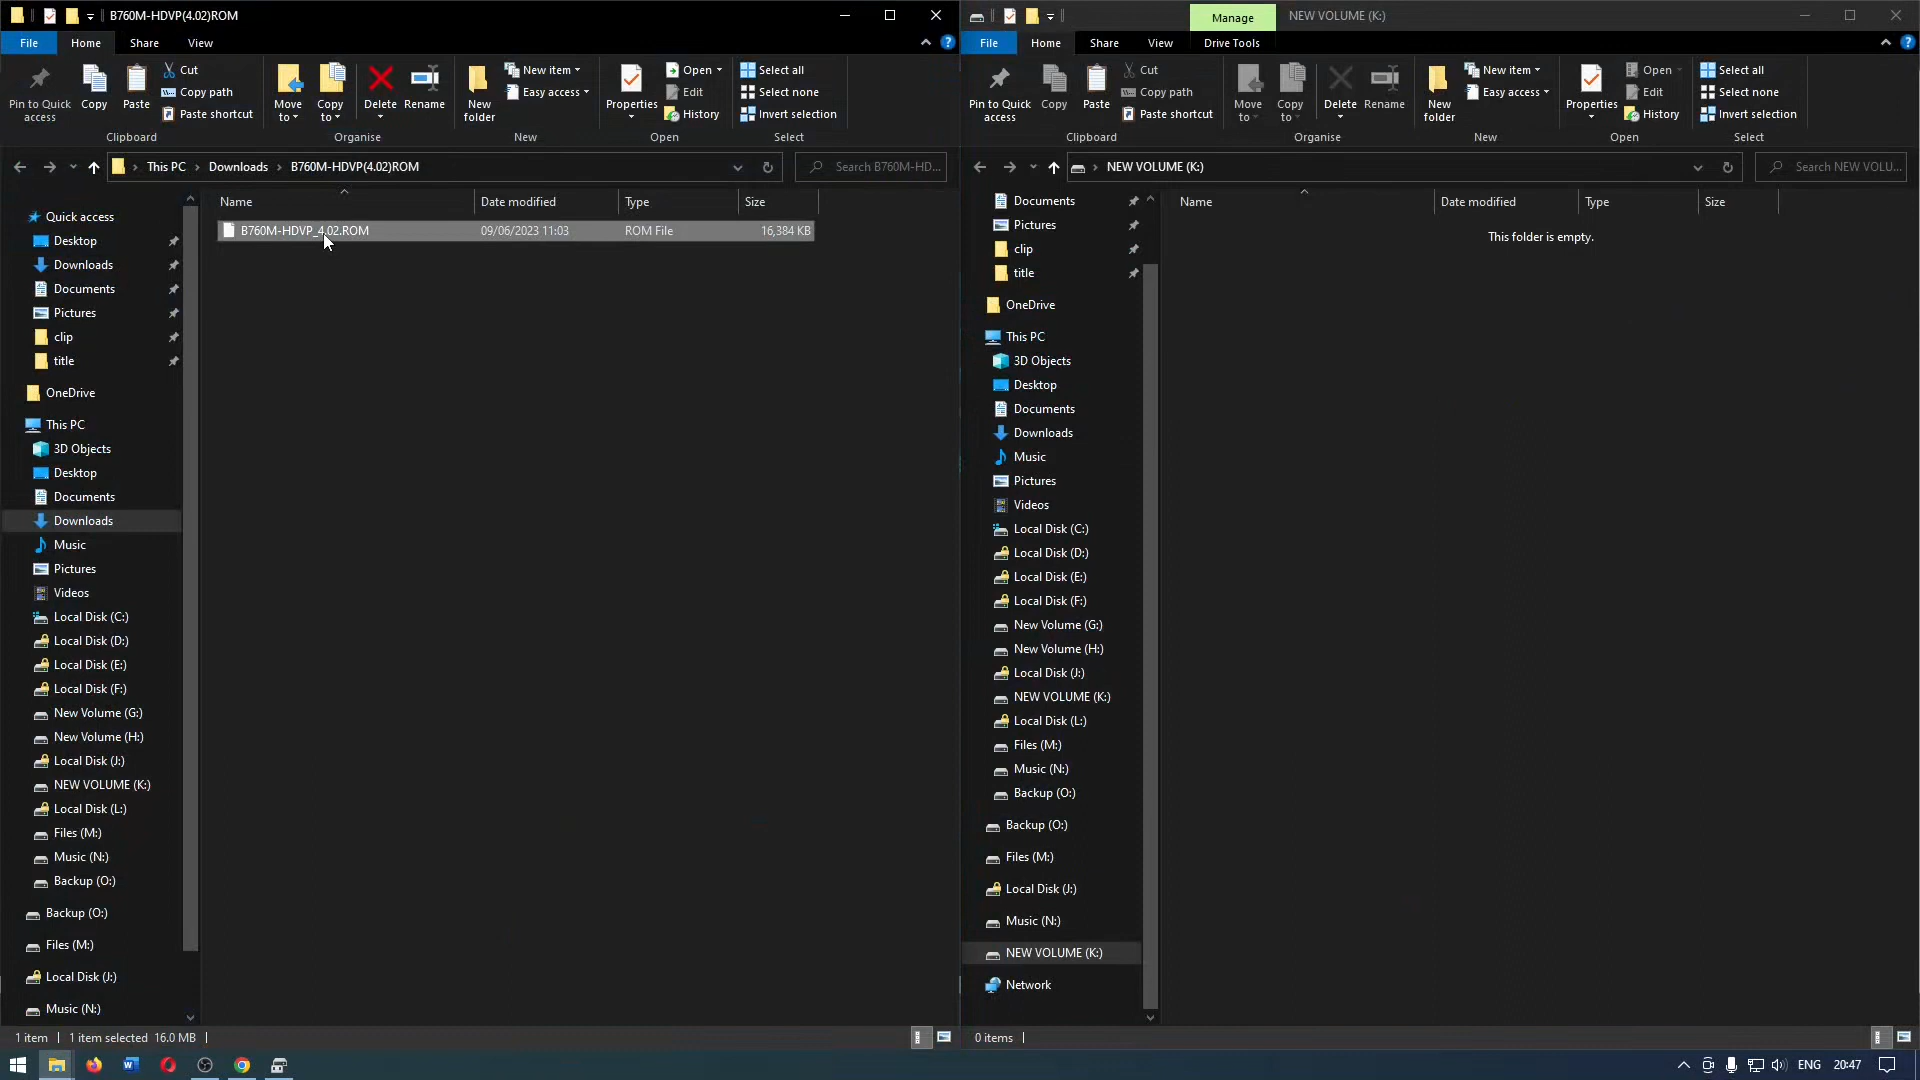 B760M-HDVP(4.02)ROM
File Home Share View
Pin to Quick access
Copy
Paste
Cut
Copy path
Paste shortcut
Clipboard
Move to
Copy to
Delete
Rename
Organise
New folder
New item
Easy access
New
Properties
Open
Edit
History
Open
Select all
Select none
Invert selection
Select
This PC Downloads B760M-HDVP(4.02)ROM
Search B760M-HD...
Name Date modified Type Size
B760M-HDVP_4.02.ROM 09/06/2023 11:03 ROM File 16,384 KB
Quick access
Desktop
Downloads
Documents
Pictures
clip
title
OneDrive
This PC
3D Objects
Desktop
Documents
Downloads
Music
Pictures
Videos
Local Disk (C:)
Local Disk (D:)
Local Disk (E:)
Local Disk (F:)
New Volume (G:)
New Volume (H:)
Local Disk (J:)
NEW VOLUME (K:)
Local Disk (L:)
Files (M:)
Music (N:)
Backup (O:)
Backup (O:)
Files (M:)
Local Disk (J:)
Music (N:)
1 item 1 item selected 16.0 MB
Manage NEW VOLUME (K:)
File Home Share View Drive Tools
Pin to Quick access
Copy
Paste
Cut
Copy path
Paste shortcut
Clipboard
Move to
Copy to
Delete
Rename
Organise
New folder
New item
Easy access
New
Properties
Open
Edit
History
Open
Select all
Select none
Invert selection
Select
NEW VOLUME (K:)
Search NEW VOLU...
Name Date modified Type Size
This folder is empty.
Documents
Pictures
clip
title
OneDrive
This PC
3D Objects
Desktop
Documents
Downloads
Music
Pictures
Videos
Local Disk (C:)
Local Disk (D:)
Local Disk (E:)
Local Disk (F:)
New Volume (G:)
New Volume (H:)
Local Disk (J:)
NEW VOLUME (K:)
Local Disk (L:)
Files (M:)
Music (N:)
Backup (O:)
Backup (O:)
Files (M:)
Local Disk (J:)
Music (N:)
NEW VOLUME (K:)
Network
0 items
ENG 20:47